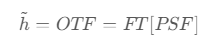 h̃ = OTF = FT[PSF]